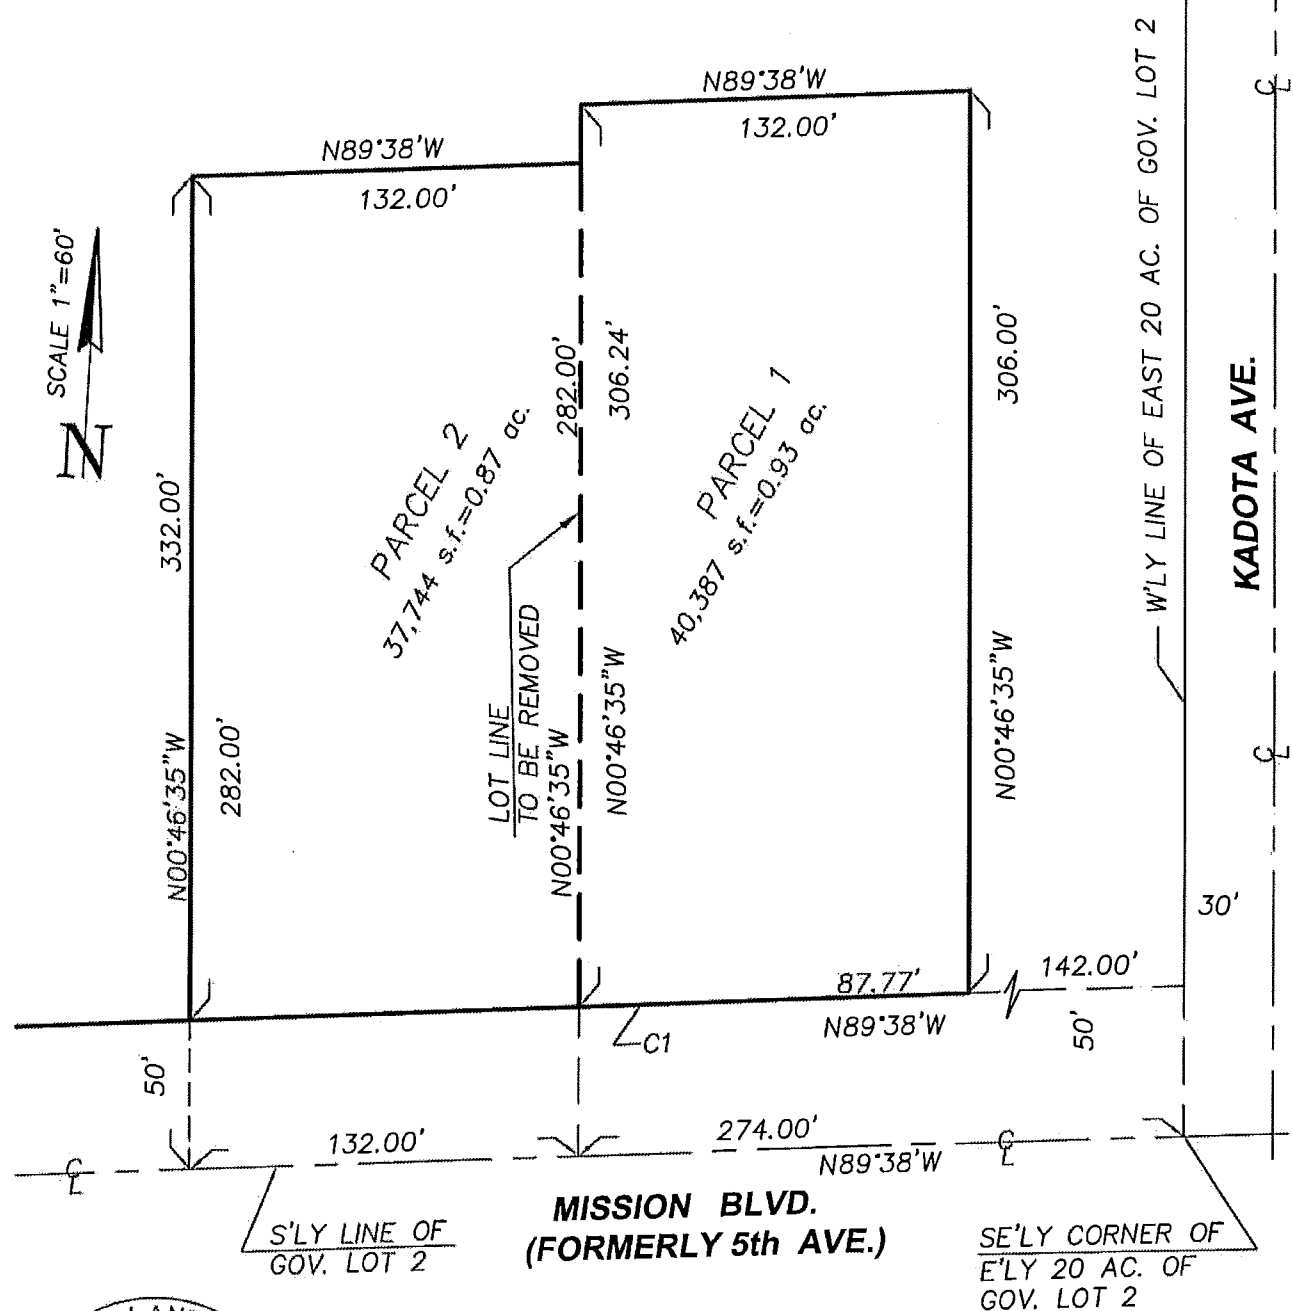 N89°38'W
132.00'
N89°38'W
132.00'
SCALE 1"=60'
N
332.00'
N00°46'35"W
282.00'
PARCEL 2
37,744 s.f.=0.87 ac.
LOT LINE
TO BE REMOVED
282.00'
N00°46'35"W
306.24'
N00°46'35"W
PARCEL 1
40,387 s.f.=0.93 ac.
306.00'
N00°46'35"W
W'LY LINE OF EAST 20 AC. OF GOV. LOT 2
KADOTA AVE.
CL
CL
30'
87.77'
142.00'
N89°38'W
C1
50'
50'
132.00'
274.00'
N89°38'W
CL
CL
MISSION BLVD.
(FORMERLY 5th AVE.)
S'LY LINE OF
GOV. LOT 2
SE'LY CORNER OF
E'LY 20 AC. OF
GOV. LOT 2
LAN